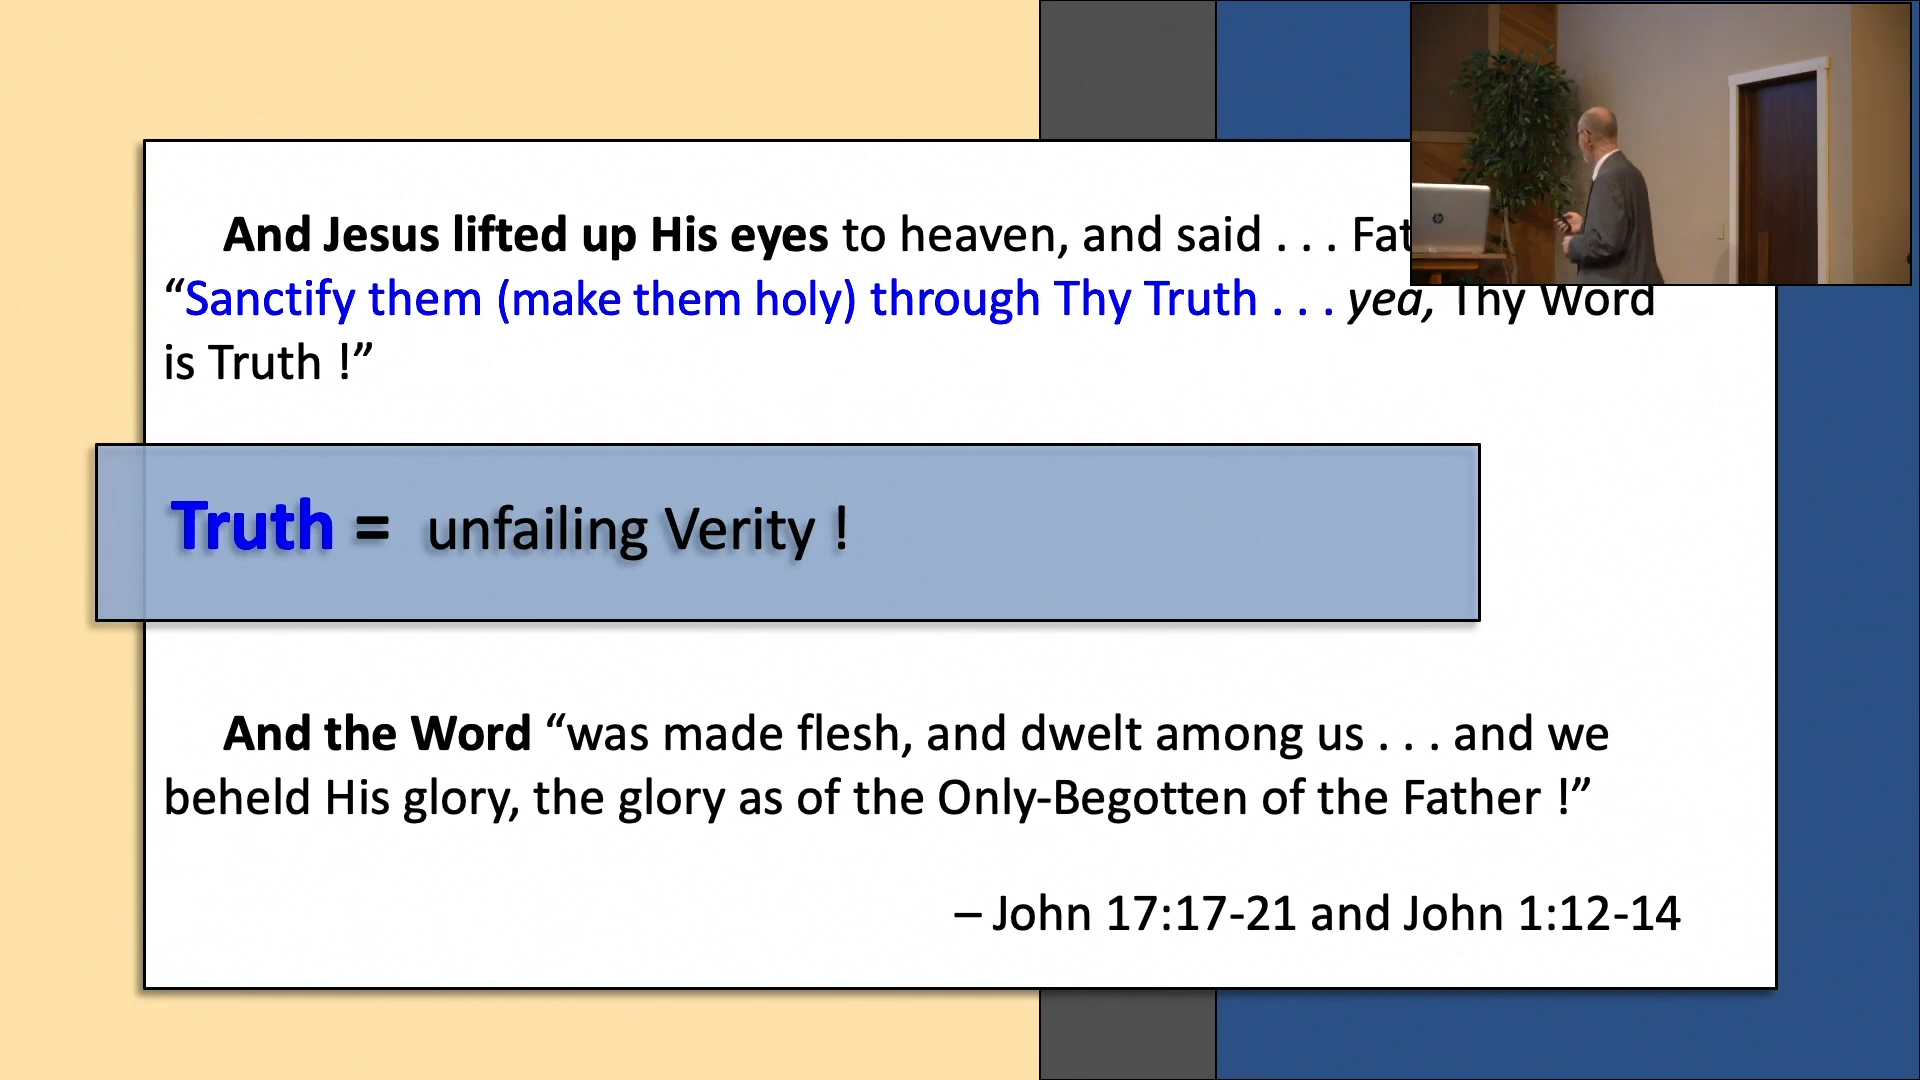 And Jesus lifted up His eyes to heaven, and said . . .
“Sanctify them (make them holy) through Thy Truth . . . yea, Thy Word
is Truth !”
Truth = unfailing Verity !
And the Word “was made flesh, and dwelt among us . . . and we
beheld His glory, the glory as of the Only-Begotten of the Father !”
– John 17:17-21 and John 1:12-14
hp